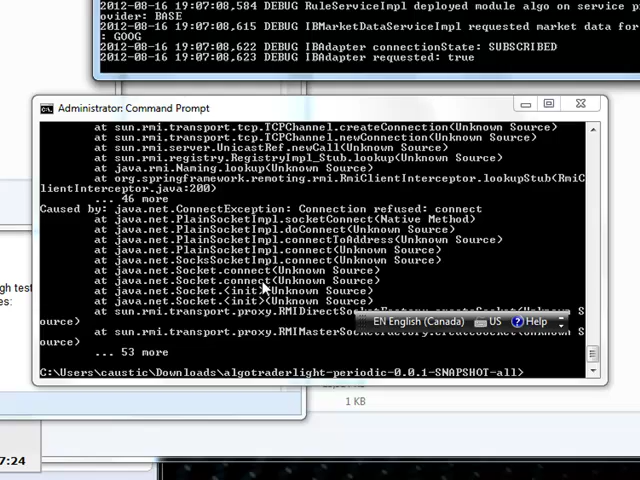 2012-08-16 19:07:08,584 DEBUG RuleServiceImpl deployed module algo on service pr
ovider: BASE
2012-08-16 19:07:08,615 DEBUG IBMarketDataServiceImpl requested market data for
: GOOG
2012-08-16 19:07:08,622 DEBUG IBAdapter connectionState: SUBSCRIBED
2012-08-16 19:07:08,623 DEBUG IBAdapter requested: true
Administrator: Command Prompt
at sun.rmi.transport.tcp.TCPChannel.createConnection(Unknown Source)
at sun.rmi.transport.tcp.TCPChannel.newConnection(Unknown Source)
at sun.rmi.server.UnicastRef.newCall(Unknown Source)
at sun.rmi.registry.RegistryImpl_Stub.lookup(Unknown Source)
at java.rmi.Naming.lookup(Unknown Source)
at org.springframework.remoting.rmi.RmiClientInterceptor.lookupStub(RmiC
lientInterceptor.java:200)
... 46 more
Caused by: java.net.ConnectException: Connection refused: connect
at java.net.PlainSocketImpl.socketConnect(Native Method)
at java.net.PlainSocketImpl.doConnect(Unknown Source)
at java.net.PlainSocketImpl.connectToAddress(Unknown Source)
at java.net.PlainSocketImpl.connect(Unknown Source)
at java.net.SocksSocketImpl.connect(Unknown Source)
at java.net.Socket.connect(Unknown Source)
at java.net.Socket.connect(Unknown Source)
at java.net.Socket.<init>(Unknown Source)
at java.net.Socket.<init>(Unknown Source)
at sun.rmi.transport.proxy.RMIDirectSocketFactory.createSocket(Unknown S
ource)
at sun.rmi.transport.proxy.RMIMasterSocketFactory.createSocket(Unknown S
ource)
... 53 more
C:\Users\caustic\Downloads\algotraderlight-periodic-0.0.1-SNAPSHOT-all>
EN English (Canada) US Help
gh test
es:
1 KB
7:24